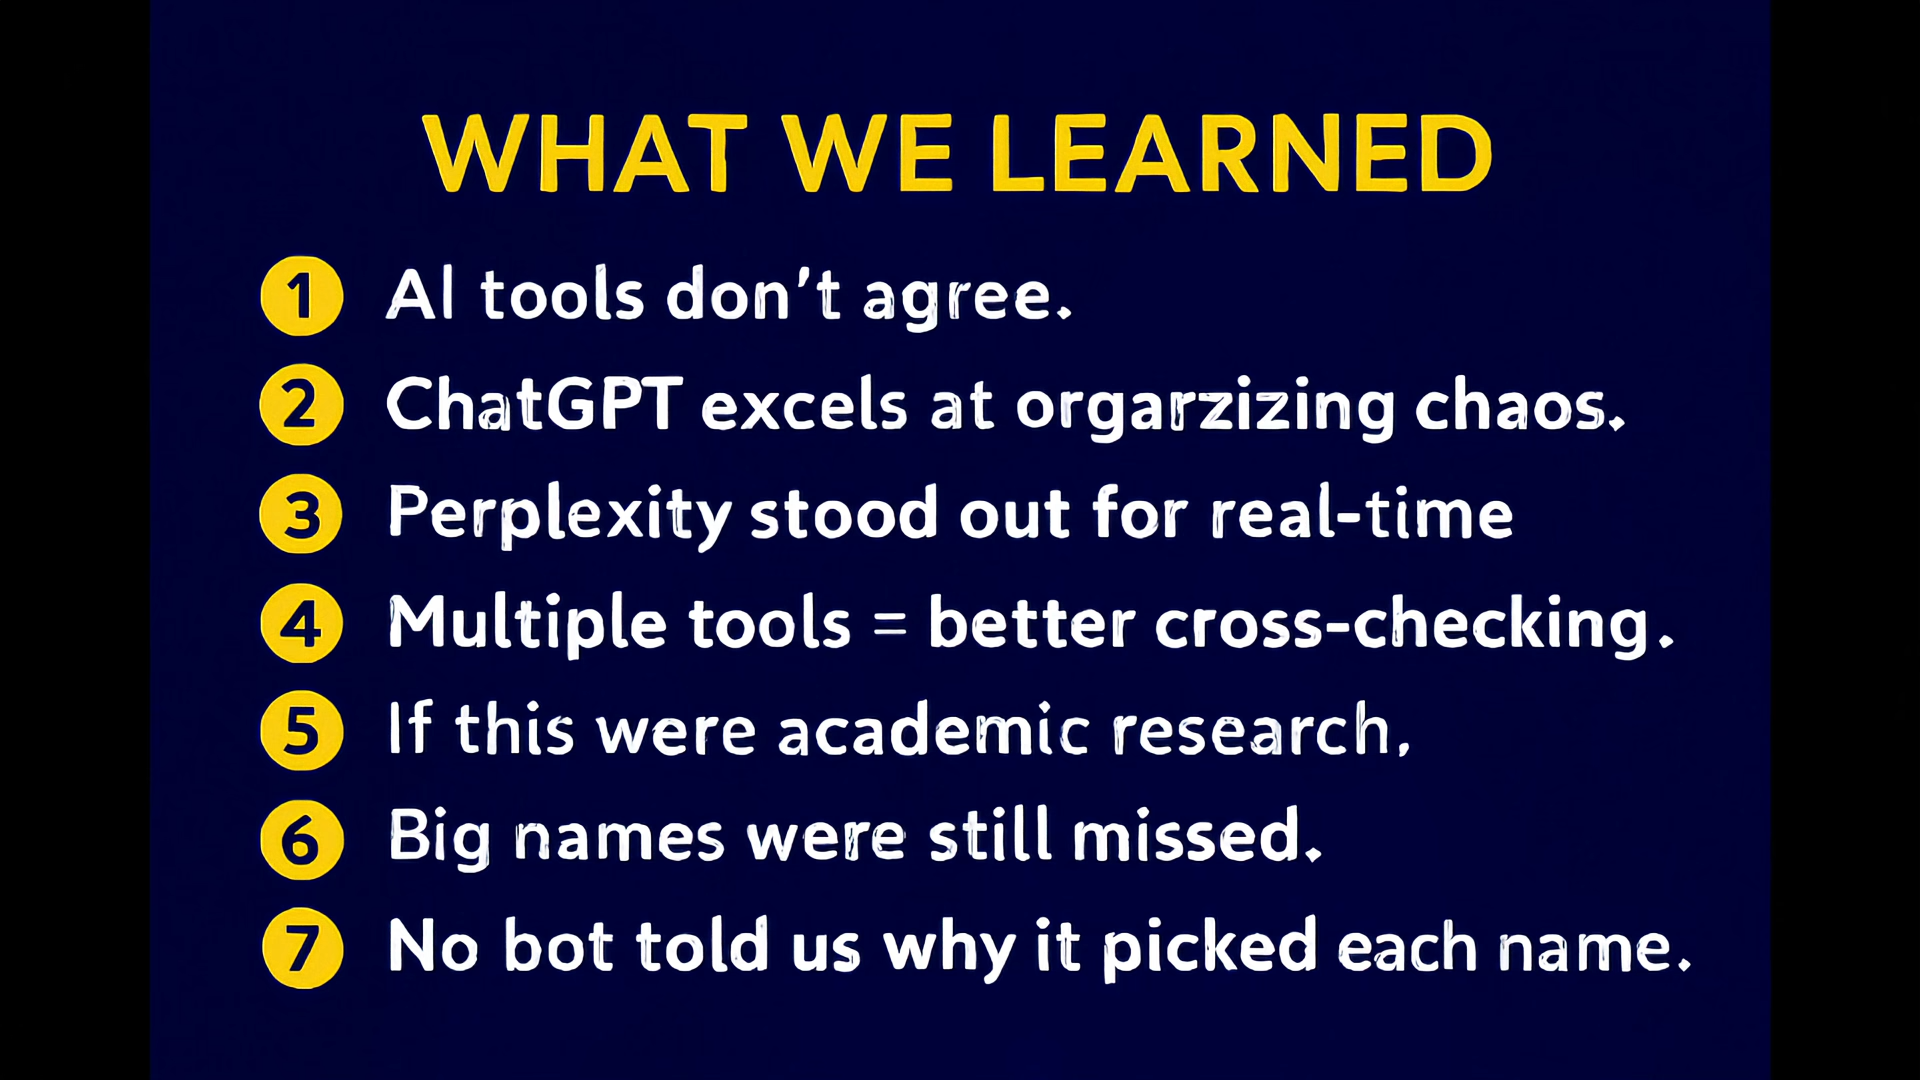 WHAT WE LEARNED
1 AI tools don't agree.
2 ChatGPT excels at orgarzizing chaos.
3 Perplexity stood out for real-time
4 Multiple tools = better cross-checking.
5 If this were academic research,
6 Big names were still missed.
7 No bot told us why it picked each name.